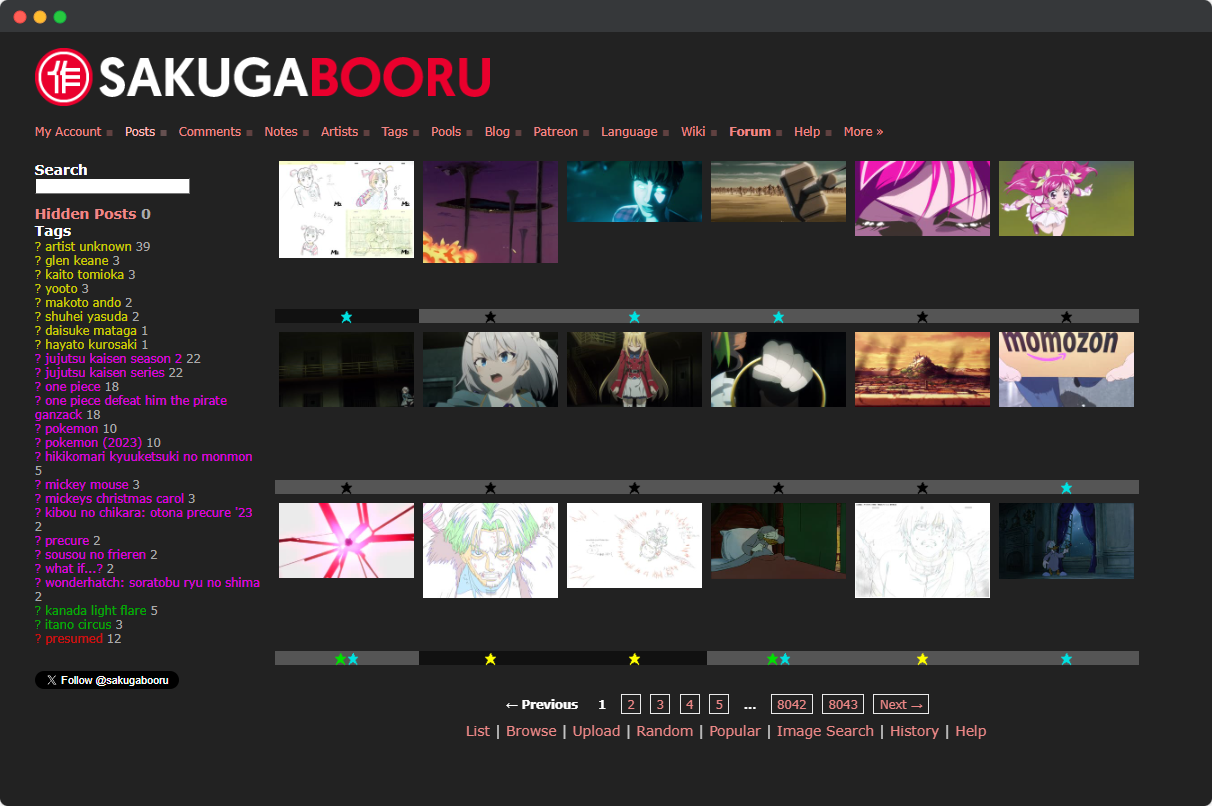 作 SAKUGABOORU
My Account Posts Comments Notes Artists Tags Pools Blog Patreon Language Wiki Forum Help More »
Search
Hidden Posts 0
Tags
? artist unknown 39
? glen keane 3
? kaito tomioka 3
? yooto 3
? makoto ando 2
? shuhei yasuda 2
? daisuke mataga 1
? hayato kurosaki 1
? jujutsu kaisen season 2 22
? jujutsu kaisen series 22
? one piece 18
? one piece defeat him the pirate
ganzack 18
? pokemon 10
? pokemon (2023) 10
? hikikomari kyuuketsuki no monmon
5
? mickey mouse 3
? mickeys christmas carol 3
? kibou no chikara: otona precure '23
2
? precure 2
? sousou no frieren 2
? what if...? 2
? wonderhatch: soratobu ryu no shima
2
? kanada light flare 5
? itano circus 3
? presumed 12
X Follow @sakugabooru
momozon
← Previous 1 2 3 4 5 ... 8042 8043 Next →
List | Browse | Upload | Random | Popular | Image Search | History | Help